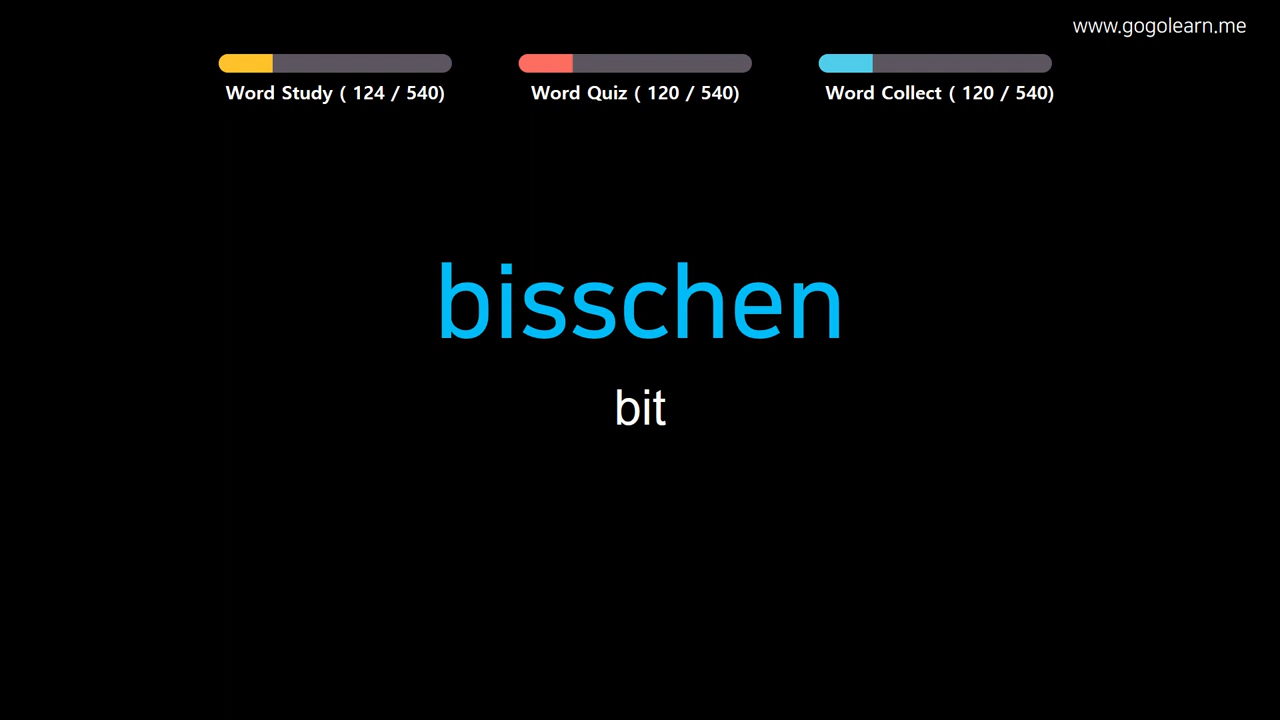 www.gogolearn.me
Word Study ( 124 / 540)
Word Quiz ( 120 / 540)
Word Collect ( 120 / 540)
bisschen
bit